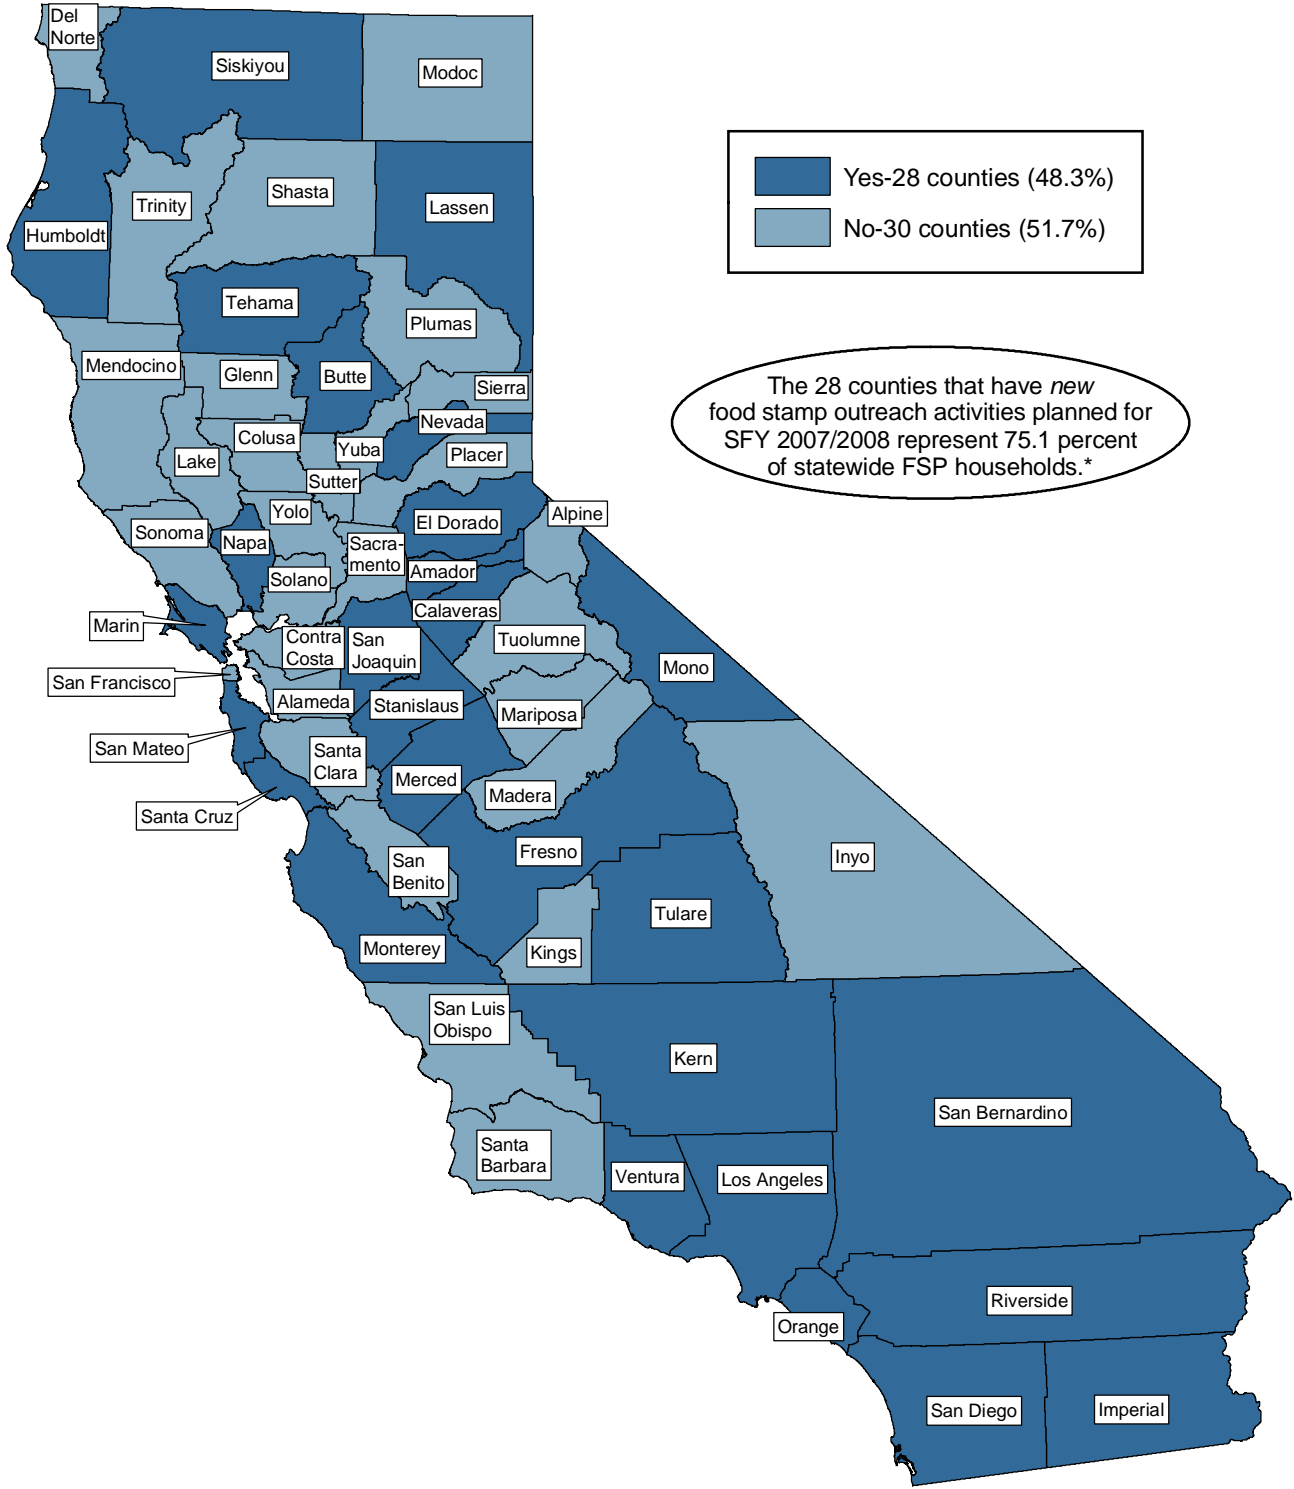 Del
Norte
Siskiyou
Modoc
Yes-28 counties (48.3%)
No-30 counties (51.7%)
Trinity
Shasta
Lassen
Humboldt
Tehama
Plumas
Mendocino
Glenn
Butte
Sierra
The 28 counties that have new
food stamp outreach activities planned for
SFY 2007/2008 represent 75.1 percent
of statewide FSP households.*
Nevada
Colusa
Yuba
Placer
Lake
Sutter
Yolo
Alpine
Sonoma
Napa
El Dorado
Sacra-
mento
Solano
Amador
Calaveras
Marin
Contra
Costa
San
Joaquin
Tuolumne
Mono
San Francisco
Alameda
Stanislaus
Mariposa
San Mateo
Santa
Clara
Merced
Madera
Santa Cruz
San
Benito
Fresno
Inyo
Tulare
Monterey
Kings
San Luis
Obispo
Kern
San Bernardino
Santa
Barbara
Ventura
Los Angeles
Riverside
Orange
San Diego
Imperial